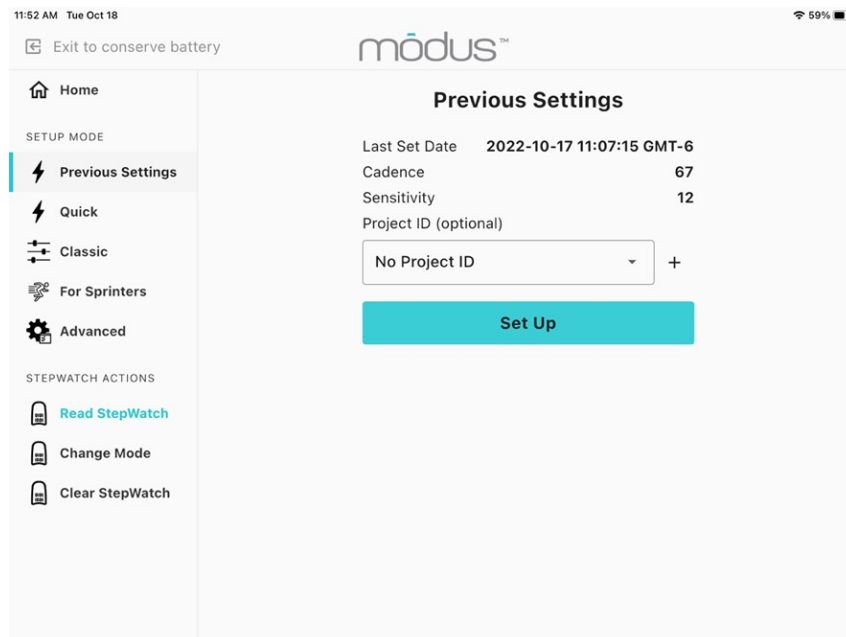 11:52 AM Tue Oct 18
59%
Exit to conserve battery
mōdus™
Home
SETUP MODE
Previous Settings
Quick
Classic
For Sprinters
Advanced
STEPWATCH ACTIONS
Read StepWatch
Change Mode
Clear StepWatch
Previous Settings
Last Set Date 2022-10-17 11:07:15 GMT-6
Cadence 67
Sensitivity 12
Project ID (optional)
No Project ID
+
Set Up